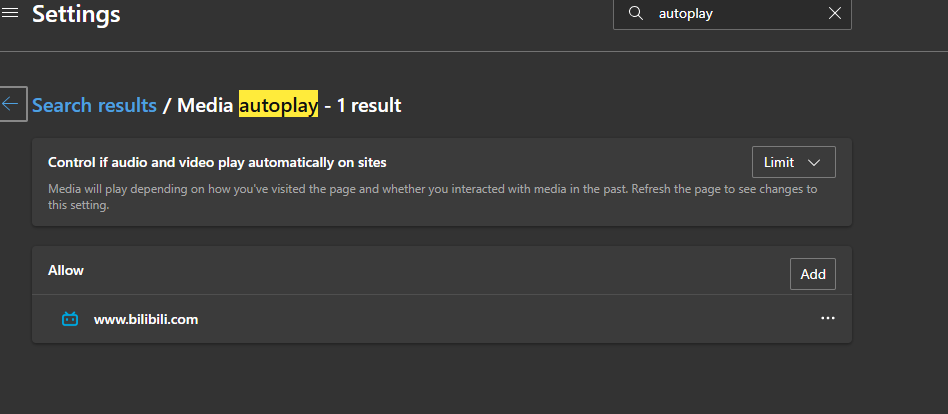 Settings
autoplay
Search results / Media autoplay - 1 result
Control if audio and video play automatically on sites
Limit
Media will play depending on how you've visited the page and whether you interacted with media in the past. Refresh the page to see changes to
this setting.
Allow
Add
www.bilibili.com